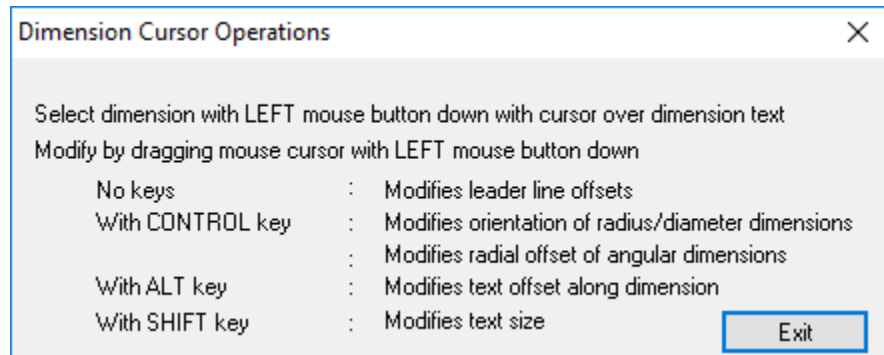 Dimension Cursor Operations
Select dimension with LEFT mouse button down with cursor over dimension text
Modify by dragging mouse cursor with LEFT mouse button down
No keys : Modifies leader line offsets
With CONTROL key : Modifies orientation of radius/diameter dimensions
: Modifies radial offset of angular dimensions
With ALT key : Modifies text offset along dimension
With SHIFT key : Modifies text size
Exit